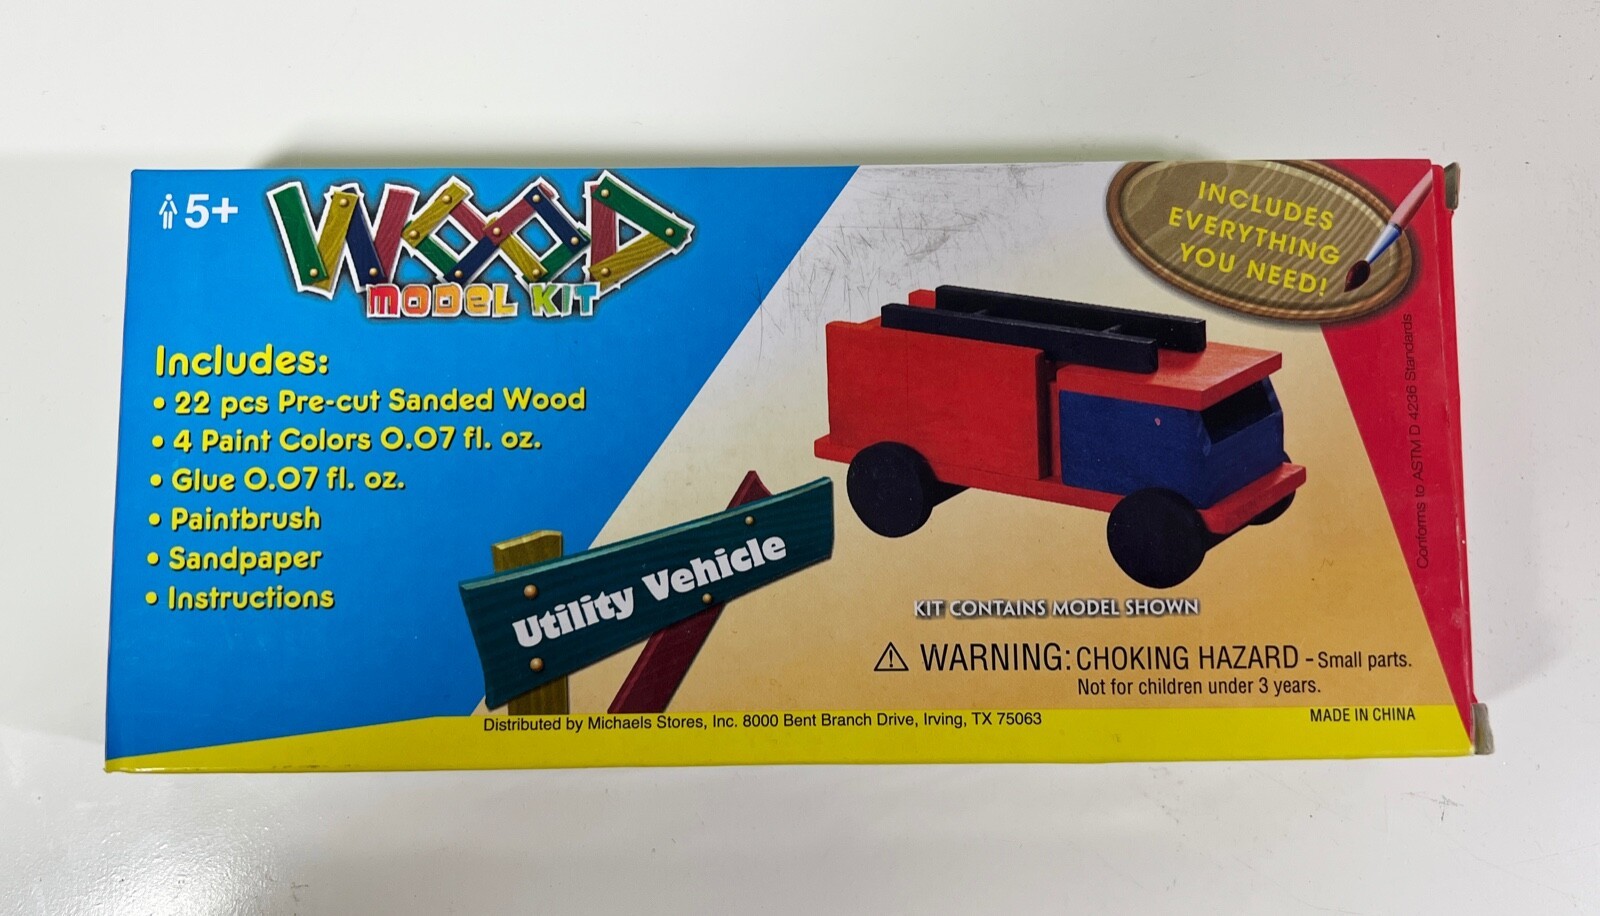 5+
WOOD
MODEL KIT
Includes:
• 22 pcs Pre-cut Sanded Wood
• 4 Paint Colors 0.07 fl. oz.
• Glue 0.07 fl. oz.
• Paintbrush
• Sandpaper
• Instructions
Utility Vehicle
INCLUDES
EVERYTHING
YOU NEED!
Conforms to ASTM D 4236 Standards
KIT CONTAINS MODEL SHOWN
⚠ WARNING: CHOKING HAZARD - Small parts.
Not for children under 3 years.
Distributed by Michaels Stores, Inc. 8000 Bent Branch Drive, Irving, TX 75063
MADE IN CHINA